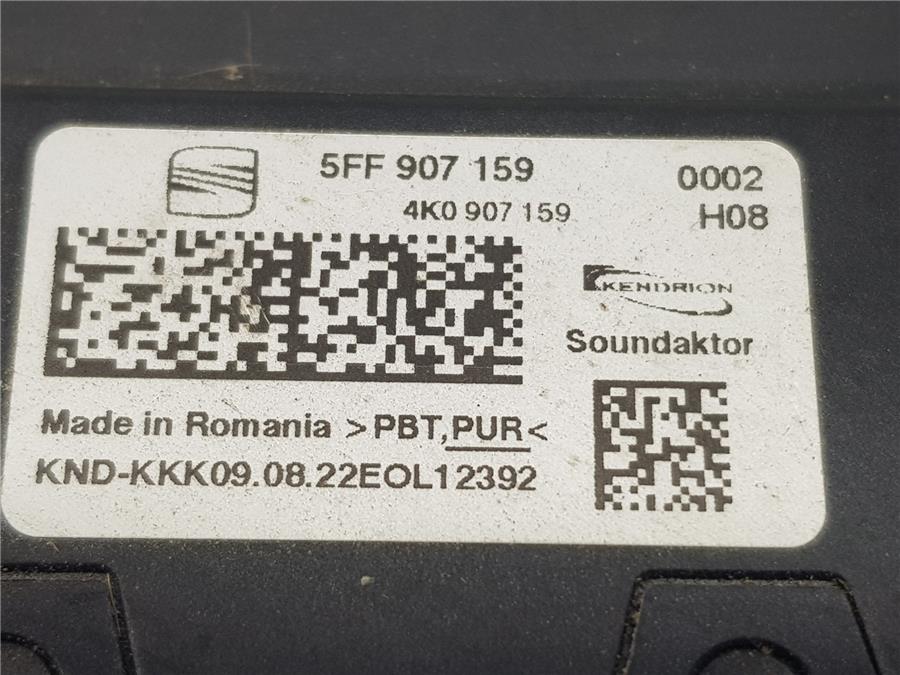 5FF 907 159
0002
4K0 907 159
H08
KENDRION
Soundaktor
Made in Romania >PBT,PUR<
KND-KKK09.08.22EOL12392